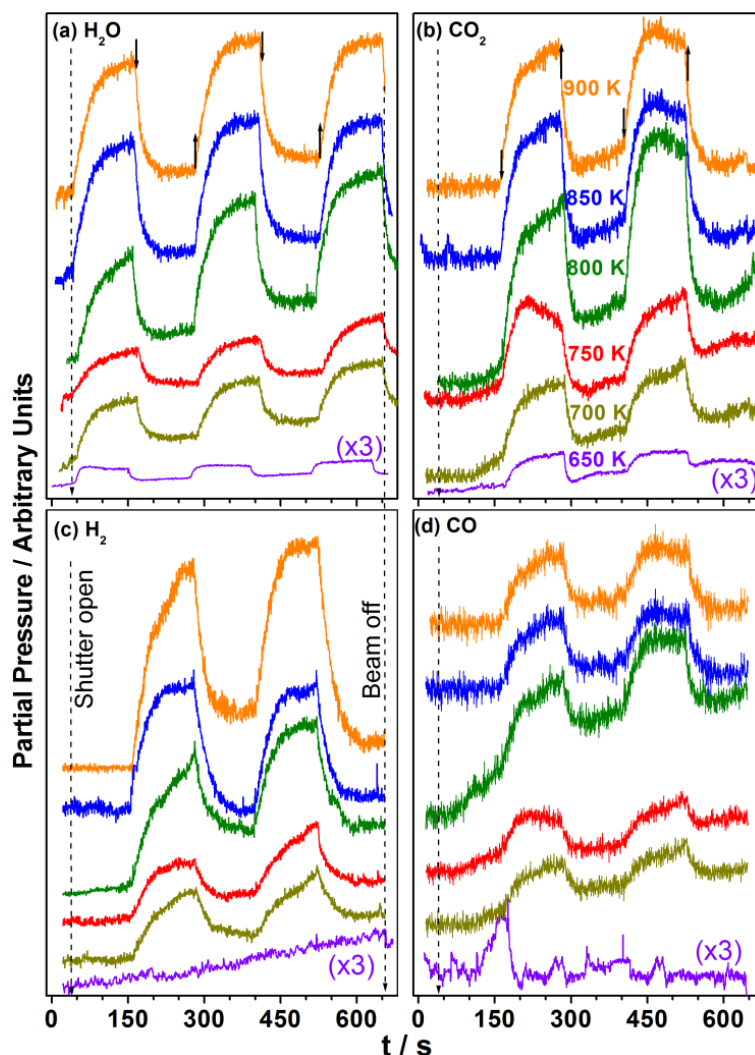 (a) H₂O
(b) CO₂
900 K
850 K
800 K
750 K
700 K
650 K
(x3)
(x3)
(c) H₂
(d) CO
Shutter open
Beam off
(x3)
(x3)
Partial Pressure / Arbitrary Units
0 150 300 450 600
0 150 300 450 600
t / s